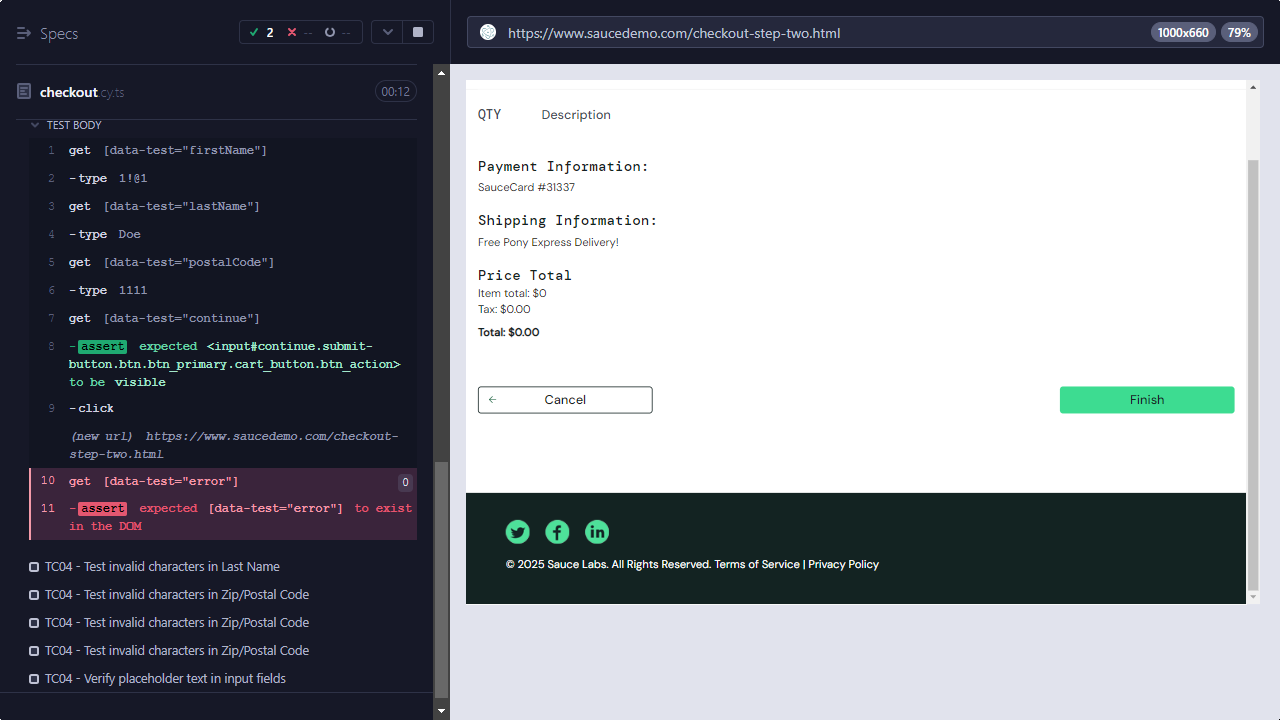 Specs
2 -- --
checkout.cy.ts 00:12
TEST BODY
1 get [data-test="firstName"]
2 -type 1!@1
3 get [data-test="lastName"]
4 -type Doe
5 get [data-test="postalCode"]
6 -type 1111
7 get [data-test="continue"]
8 -assert expected <input#continue.submit-
button.btn.btn_primary.cart_button.btn_action>
to be visible
9 -click
(new url) https://www.saucedemo.com/checkout-
step-two.html
10 get [data-test="error"] 0
11 -assert expected [data-test="error"] to exist
in the DOM
TC04 - Test invalid characters in Last Name
TC04 - Test invalid characters in Zip/Postal Code
TC04 - Test invalid characters in Zip/Postal Code
TC04 - Test invalid characters in Zip/Postal Code
TC04 - Verify placeholder text in input fields
https://www.saucedemo.com/checkout-step-two.html 1000x660 79%
QTY Description
Payment Information:
SauceCard #31337
Shipping Information:
Free Pony Express Delivery!
Price Total
Item total: $0
Tax: $0.00
Total: $0.00
Cancel Finish
© 2025 Sauce Labs. All Rights Reserved. Terms of Service | Privacy Policy